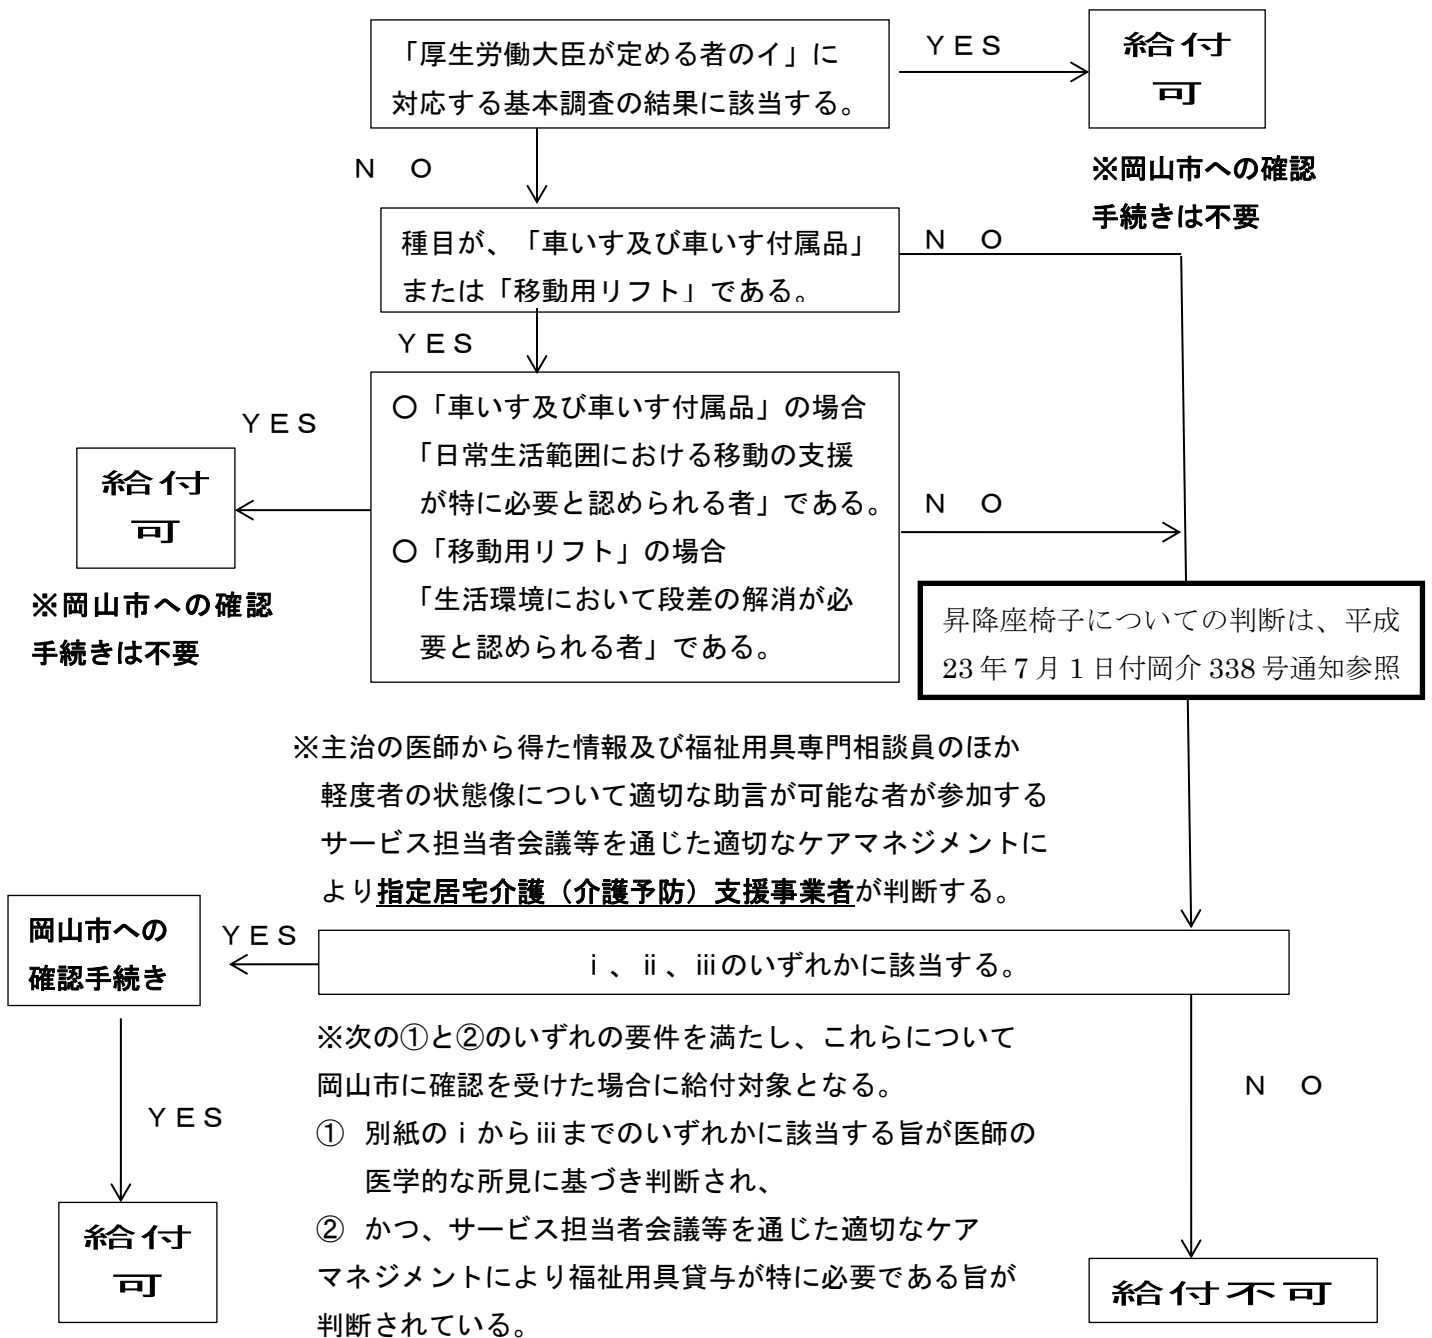 「厚生労働大臣が定める者のイ」に
対応する基本調査の結果に該当する。
ＹＥＳ
給付
可
※岡山市への確認
手続きは不要
Ｎ　Ｏ
種目が、「車いす及び車いす付属品」
または「移動用リフト」である。
Ｎ　Ｏ
ＹＥＳ
〇「車いす及び車いす付属品」の場合
「日常生活範囲における移動の支援
が特に必要と認められる者」である。
〇「移動用リフト」の場合
「生活環境において段差の解消が必
要と認められる者」である。
ＹＥＳ
給付
可
※岡山市への確認
手続きは不要
Ｎ　Ｏ
昇降座椅子についての判断は、平成
23 年 7 月 1 日付岡介 338 号通知参照
※主治の医師から得た情報及び福祉用具専門相談員のほか
軽度者の状態像について適切な助言が可能な者が参加する
サービス担当者会議等を通じた適切なケアマネジメントに
より指定居宅介護（介護予防）支援事業者が判断する。
ⅰ、ⅱ、ⅲのいずれかに該当する。
ＹＥＳ
岡山市への
確認手続き
ＹＥＳ
給付
可
※次の①と②のいずれの要件を満たし、これらについて
岡山市に確認を受けた場合に給付対象となる。
①　別紙のⅰからⅲまでのいずれかに該当する旨が医師の
医学的な所見に基づき判断され、
②　かつ、サービス担当者会議等を通じた適切なケア
マネジメントにより福祉用具貸与が特に必要である旨が
判断されている。
Ｎ　Ｏ
給付不可